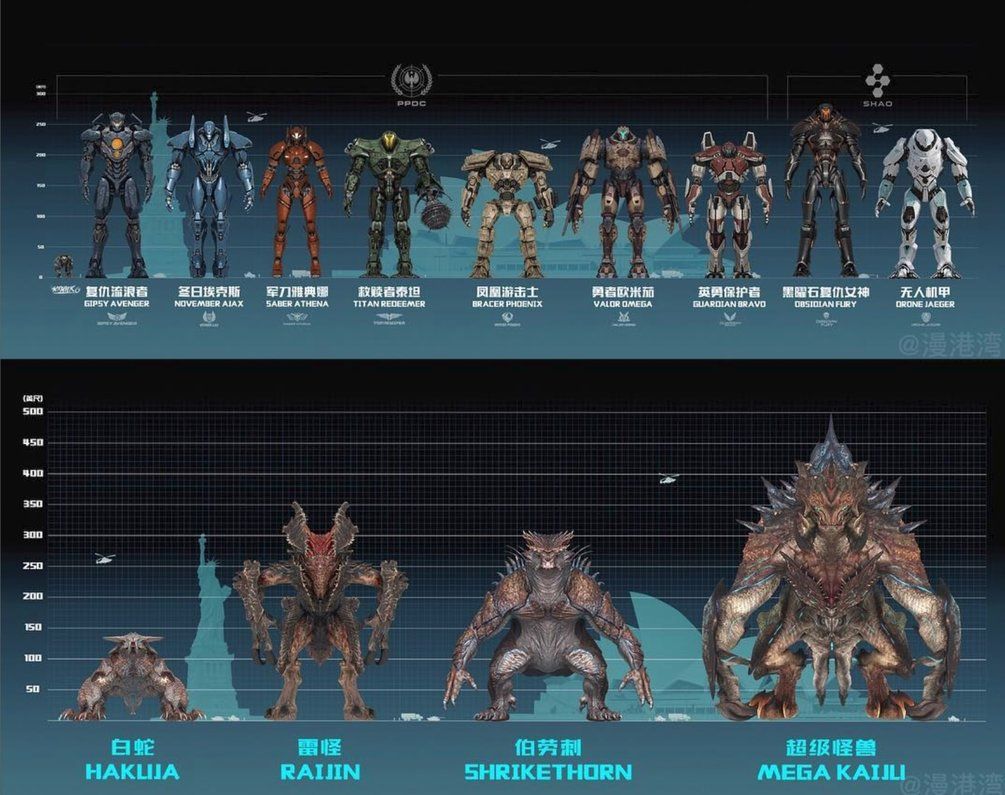 PPDC
SHAO
300
250
200
150
100
50
0
复仇流浪者
GIPSY AVENGER
冬日埃克斯
NOVEMBER AJAX
军刀雅典娜
SABER ATHENA
救赎者泰坦
TITAN REDEEMER
凤凰游击士
BRACER PHOENIX
勇者欧米茄
VALOR OMEGA
英勇保护者
GUARDIAN BRAVO
黑曜石复仇女神
OBSIDIAN FURY
无人机甲
DRONE JAEGER
@漫港湾
(英尺)
500
450
400
350
300
250
200
150
100
50
白蛇
HAKUJA
雷怪
RAIJIN
伯劳刺
SHRIKETHORN
超级怪兽
MEGA KAIJU
@漫港湾